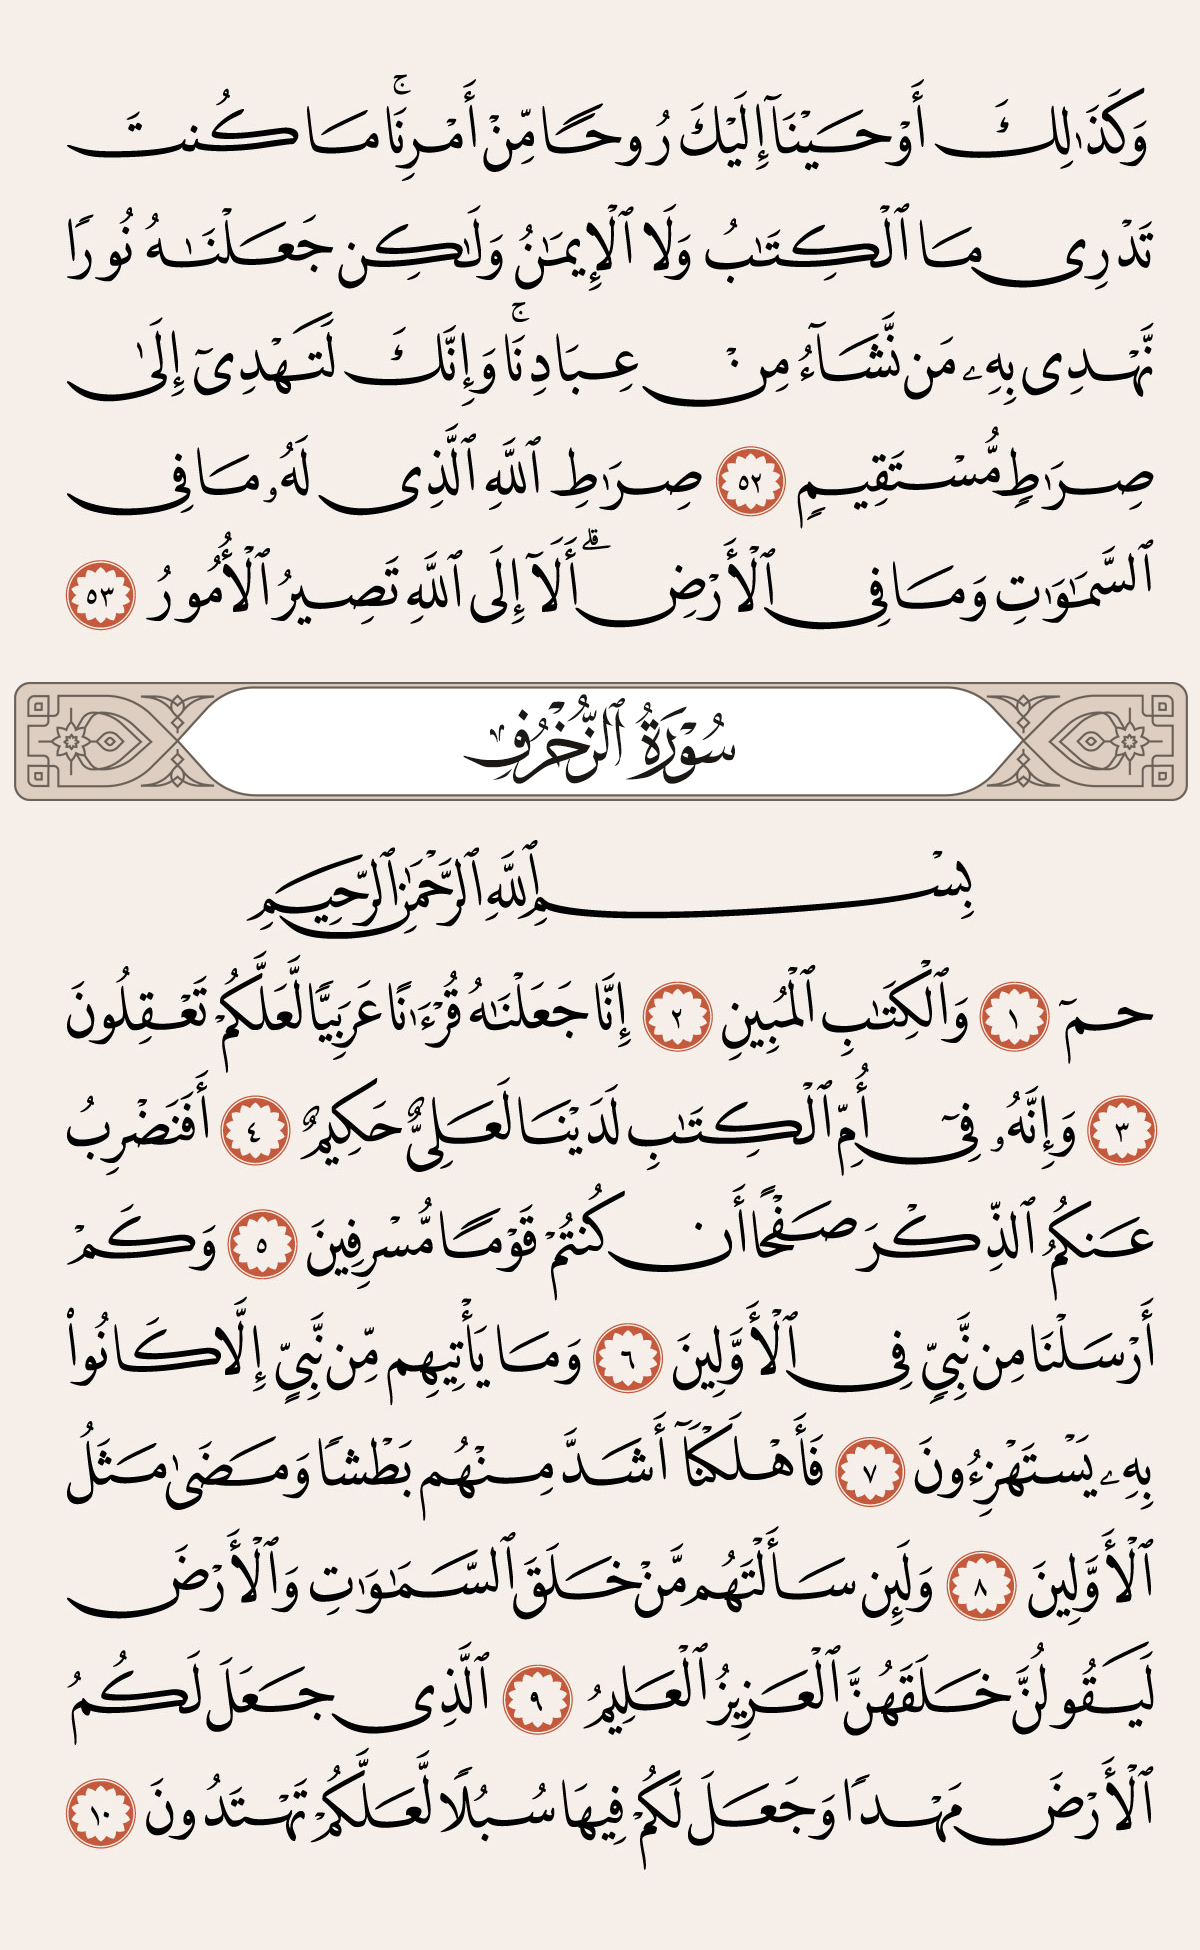 وَكَذَٰلِكَ أَوْحَيْنَآ إِلَيْكَ رُوحًا مِّنْ أَمْرِنَا ۚ مَا كُنتَ
تَدْرِى مَا ٱلْكِتَـٰبُ وَلَا ٱلْإِيمَـٰنُ وَلَـٰكِن جَعَلْنَـٰهُ نُورًا
نَّهْدِى بِهِۦ مَن نَّشَآءُ مِنْ عِبَادِنَا ۚ وَإِنَّكَ لَتَهْدِىٓ إِلَىٰ
صِرَٰطٍ مُّسْتَقِيمٍ ٥٢ صِرَٰطِ ٱللَّهِ ٱلَّذِى لَهُۥ مَا فِى
ٱلسَّمَـٰوَٰتِ وَمَا فِى ٱلْأَرْضِ ۗ أَلَآ إِلَى ٱللَّهِ تَصِيرُ ٱلْأُمُورُ ٥٣
سُورَةُ ٱلزُّخْرُفِ
بِسْمِ ٱللَّهِ ٱلرَّحْمَـٰنِ ٱلرَّحِيمِ
حمٓ ١ وَٱلْكِتَـٰبِ ٱلْمُبِينِ ٢ إِنَّا جَعَلْنَـٰهُ قُرْءَٰنًا عَرَبِيًّا لَّعَلَّكُمْ تَعْقِلُونَ
٣ وَإِنَّهُۥ فِىٓ أُمِّ ٱلْكِتَـٰبِ لَدَيْنَا لَعَلِىٌّ حَكِيمٌ ٤ أَفَنَضْرِبُ
عَنكُمُ ٱلذِّكْرَ صَفْحًا أَن كُنتُمْ قَوْمًا مُّسْرِفِينَ ٥ وَكَمْ
أَرْسَلْنَا مِن نَّبِىٍّ فِى ٱلْأَوَّلِينَ ٦ وَمَا يَأْتِيهِم مِّن نَّبِىٍّ إِلَّا كَانُوا۟
بِهِۦ يَسْتَهْزِءُونَ ٧ فَأَهْلَكْنَآ أَشَدَّ مِنْهُم بَطْشًا وَمَضَىٰ مَثَلُ
ٱلْأَوَّلِينَ ٨ وَلَئِن سَأَلْتَهُم مَّنْ خَلَقَ ٱلسَّمَـٰوَٰتِ وَٱلْأَرْضَ
لَيَقُولُنَّ خَلَقَهُنَّ ٱلْعَزِيزُ ٱلْعَلِيمُ ٩ ٱلَّذِى جَعَلَ لَكُمُ
ٱلْأَرْضَ مَهْدًا وَجَعَلَ لَكُمْ فِيهَا سُبُلًا لَّعَلَّكُمْ تَهْتَدُونَ ١٠